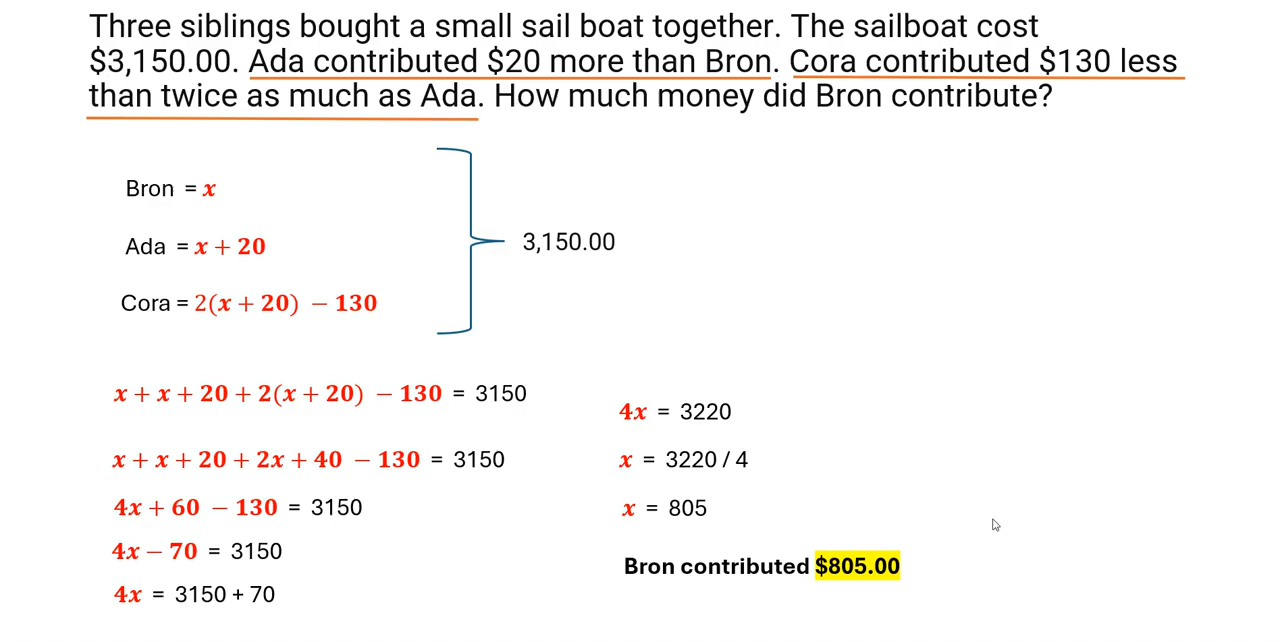 Three siblings bought a small sail boat together. The sailboat cost
$3,150.00. Ada contributed $20 more than Bron. Cora contributed $130 less
than twice as much as Ada. How much money did Bron contribute?
Bron = x
Ada = x + 20
Cora = 2(x + 20) − 130
3,150.00
x + x + 20 + 2(x + 20) − 130 = 3150
x + x + 20 + 2x + 40 − 130 = 3150
4x + 60 − 130 = 3150
4x − 70 = 3150
4x = 3150 + 70
4x = 3220
x = 3220 / 4
x = 805
Bron contributed $805.00